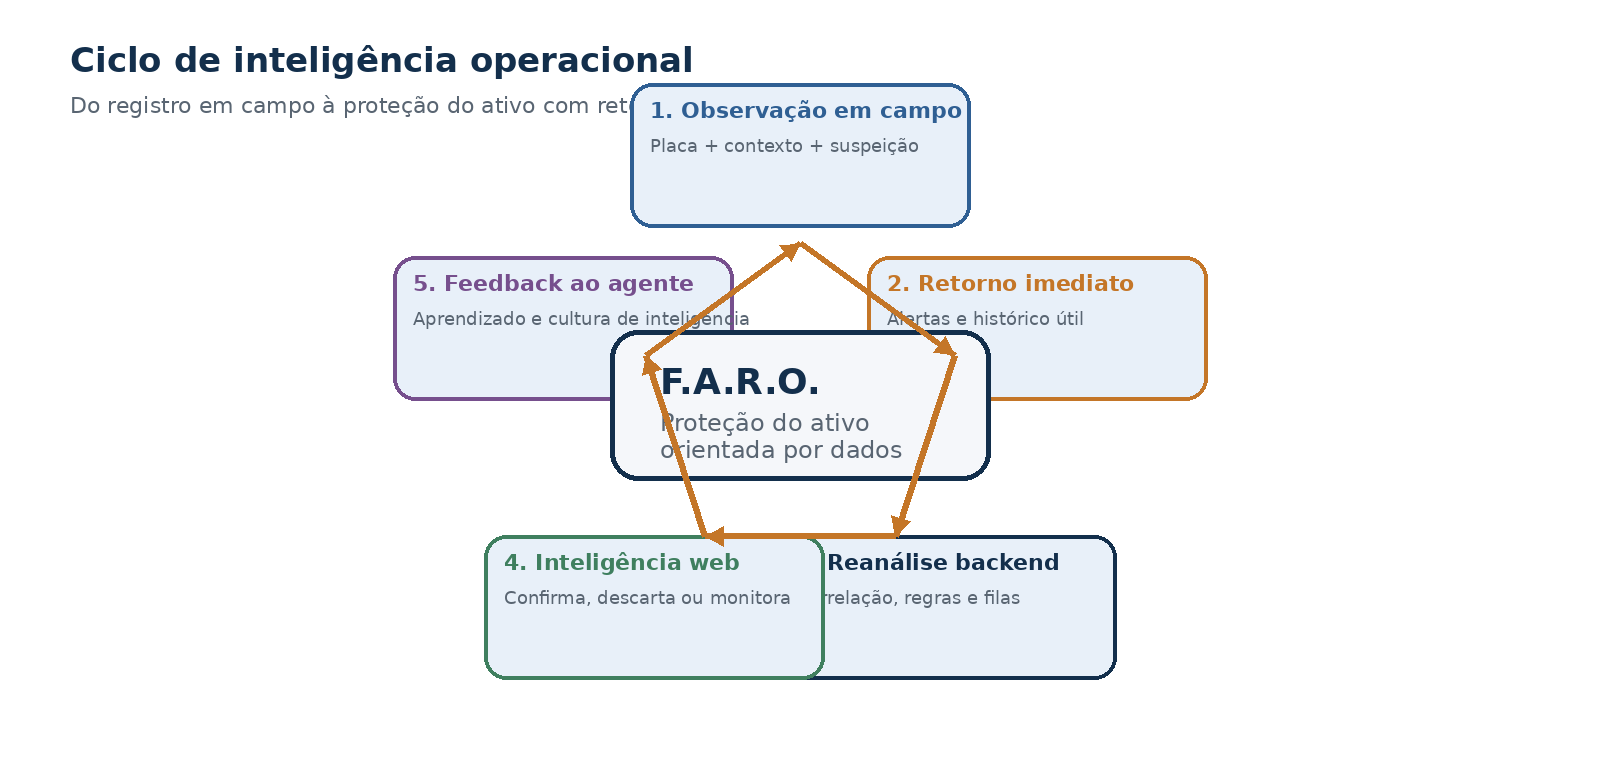 Ciclo de inteligência operacional
Do registro em campo à proteção do ativo com
1. Observação em campo
Placa + contexto + suspeição
5. Feedback ao agente
Aprendizado e cultura de inteligência
2. Retorno imediato
Alertas e histórico útil
F.A.R.O.
Proteção do ativo
orientada por dados
4. Inteligência web
Confirma, descarta ou monitora
Reanálise backend
regras e filas